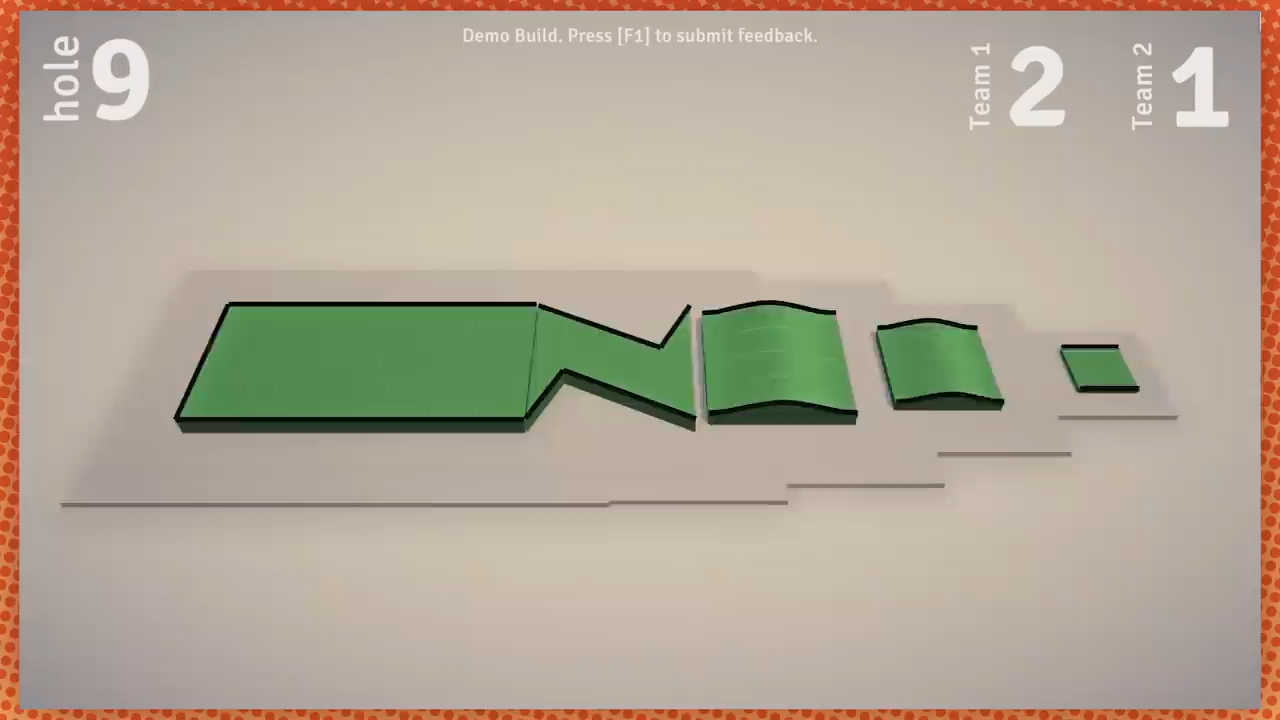 hole 9
Demo Build. Press [F1] to submit feedback.
Team 1 2
Team 2 1